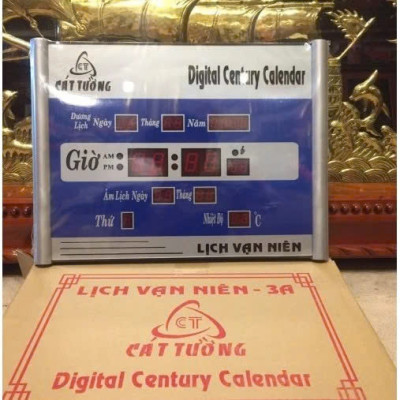 CT
CÁT TƯỜNG
Digital Century Calendar
Dương Lịch Ngày Tháng Năm
Giờ AM PM
Âm Lịch Ngày Tháng
Thứ Nhiệt Độ °C
LỊCH VẠN NIÊN
LỊCH VẠN NIÊN - 3A
CT
CÁT TƯỜNG
Digital Century Calendar